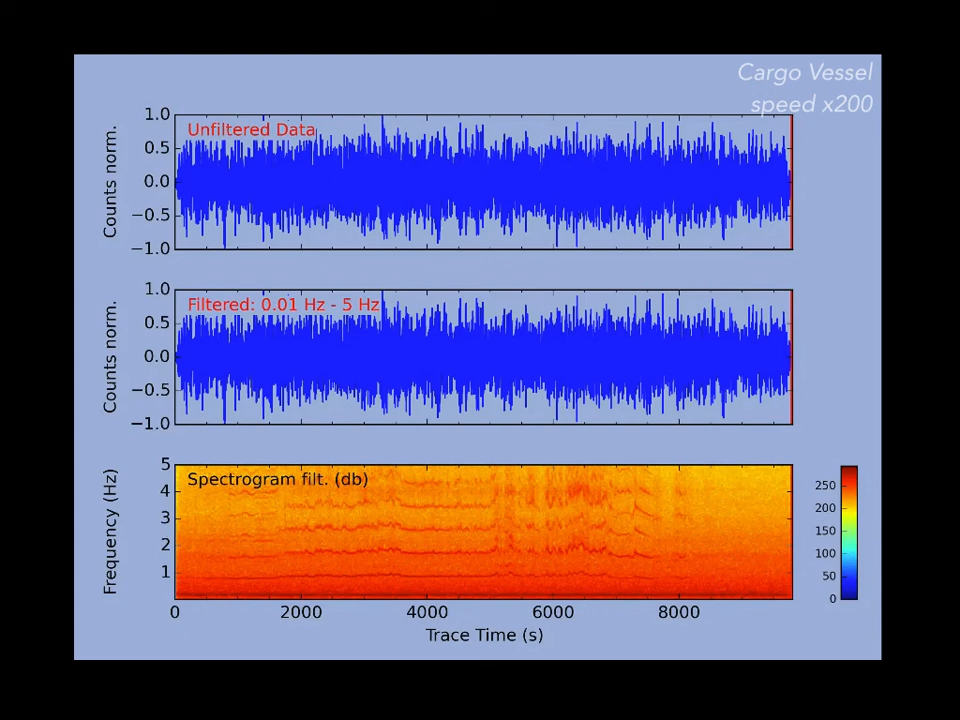 Cargo Vessel
speed x200
Unfiltered Data
Counts norm.
1.0
0.5
0.0
−0.5
−1.0
Filtered: 0.01 Hz - 5 Hz
Counts norm.
1.0
0.5
0.0
−0.5
−1.0
Spectrogram filt. (db)
Frequency (Hz)
5
4
3
2
1
0 2000 4000 6000 8000
Trace Time (s)
250
200
150
100
50
0